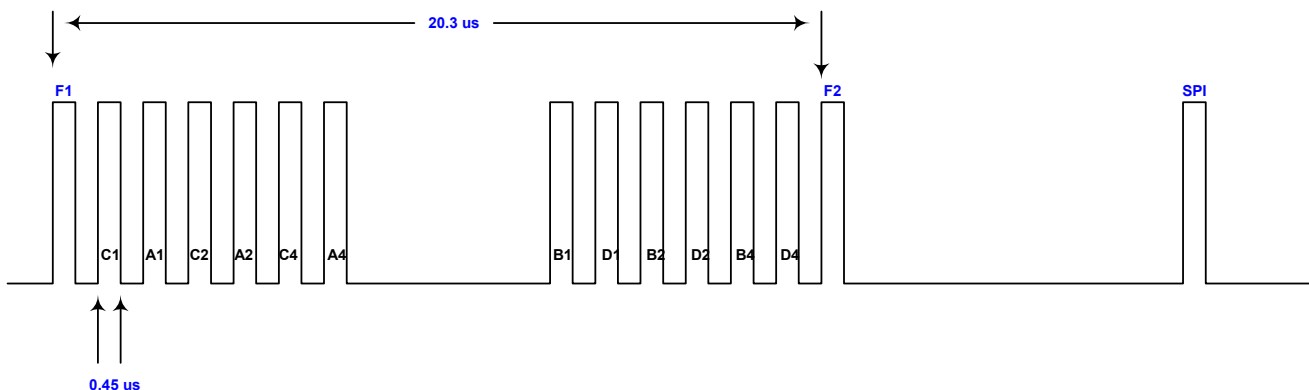 20.3 us
F1
F2
SPI
C1 A1 C2 A2 C4 A4 B1 D1 B2 D2 B4 D4
0.45 us